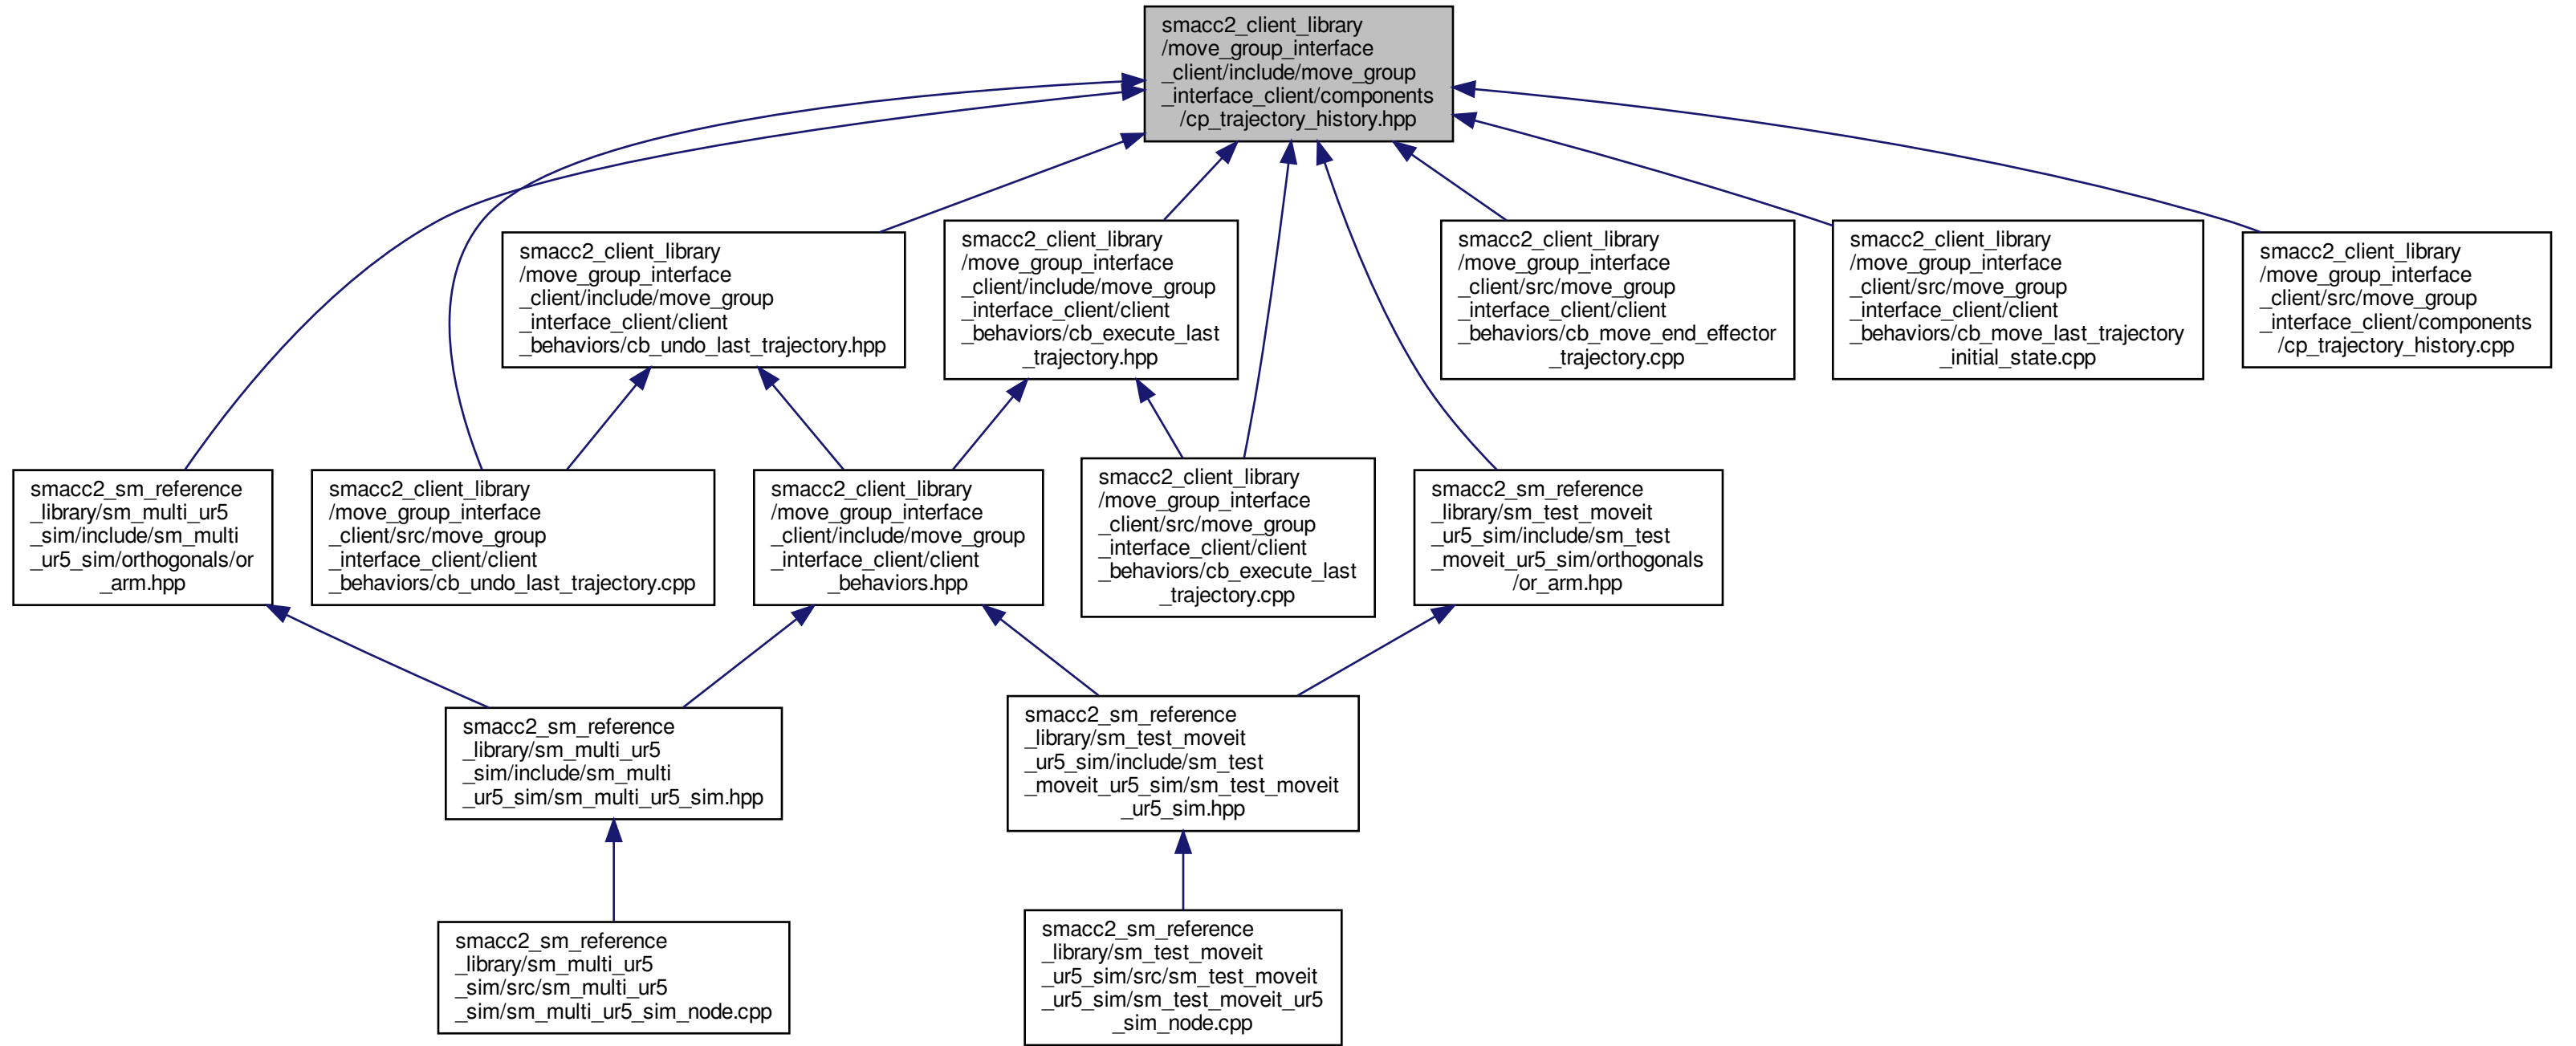 smacc2_client_library
/move_group_interface
_client/include/move_group
_interface_client/components
/cp_trajectory_history.hpp
smacc2_client_library
/move_group_interface
_client/include/move_group
_interface_client/client
_behaviors/cb_undo_last_trajectory.hpp
smacc2_client_library
/move_group_interface
_client/include/move_group
_interface_client/client
_behaviors/cb_execute_last
_trajectory.hpp
smacc2_client_library
/move_group_interface
_client/src/move_group
_interface_client/client
_behaviors/cb_move_end_effector
_trajectory.cpp
smacc2_client_library
/move_group_interface
_client/src/move_group
_interface_client/client
_behaviors/cb_move_last_trajectory
_initial_state.cpp
smacc2_client_library
/move_group_interface
_client/src/move_group
_interface_client/components
/cp_trajectory_history.cpp
smacc2_sm_reference
_library/sm_multi_ur5
_sim/include/sm_multi
_ur5_sim/orthogonals/or
_arm.hpp
smacc2_client_library
/move_group_interface
_client/src/move_group
_interface_client/client
_behaviors/cb_undo_last_trajectory.cpp
smacc2_client_library
/move_group_interface
_client/include/move_group
_interface_client/client
_behaviors.hpp
smacc2_client_library
/move_group_interface
_client/src/move_group
_interface_client/client
_behaviors/cb_execute_last
_trajectory.cpp
smacc2_sm_reference
_library/sm_test_moveit
_ur5_sim/include/sm_test
_moveit_ur5_sim/orthogonals
/or_arm.hpp
smacc2_sm_reference
_library/sm_multi_ur5
_sim/include/sm_multi
_ur5_sim/sm_multi_ur5_sim.hpp
smacc2_sm_reference
_library/sm_test_moveit
_ur5_sim/include/sm_test
_moveit_ur5_sim/sm_test_moveit
_ur5_sim.hpp
smacc2_sm_reference
_library/sm_multi_ur5
_sim/src/sm_multi_ur5
_sim/sm_multi_ur5_sim_node.cpp
smacc2_sm_reference
_library/sm_test_moveit
_ur5_sim/src/sm_test_moveit
_ur5_sim/sm_test_moveit_ur5
_sim_node.cpp